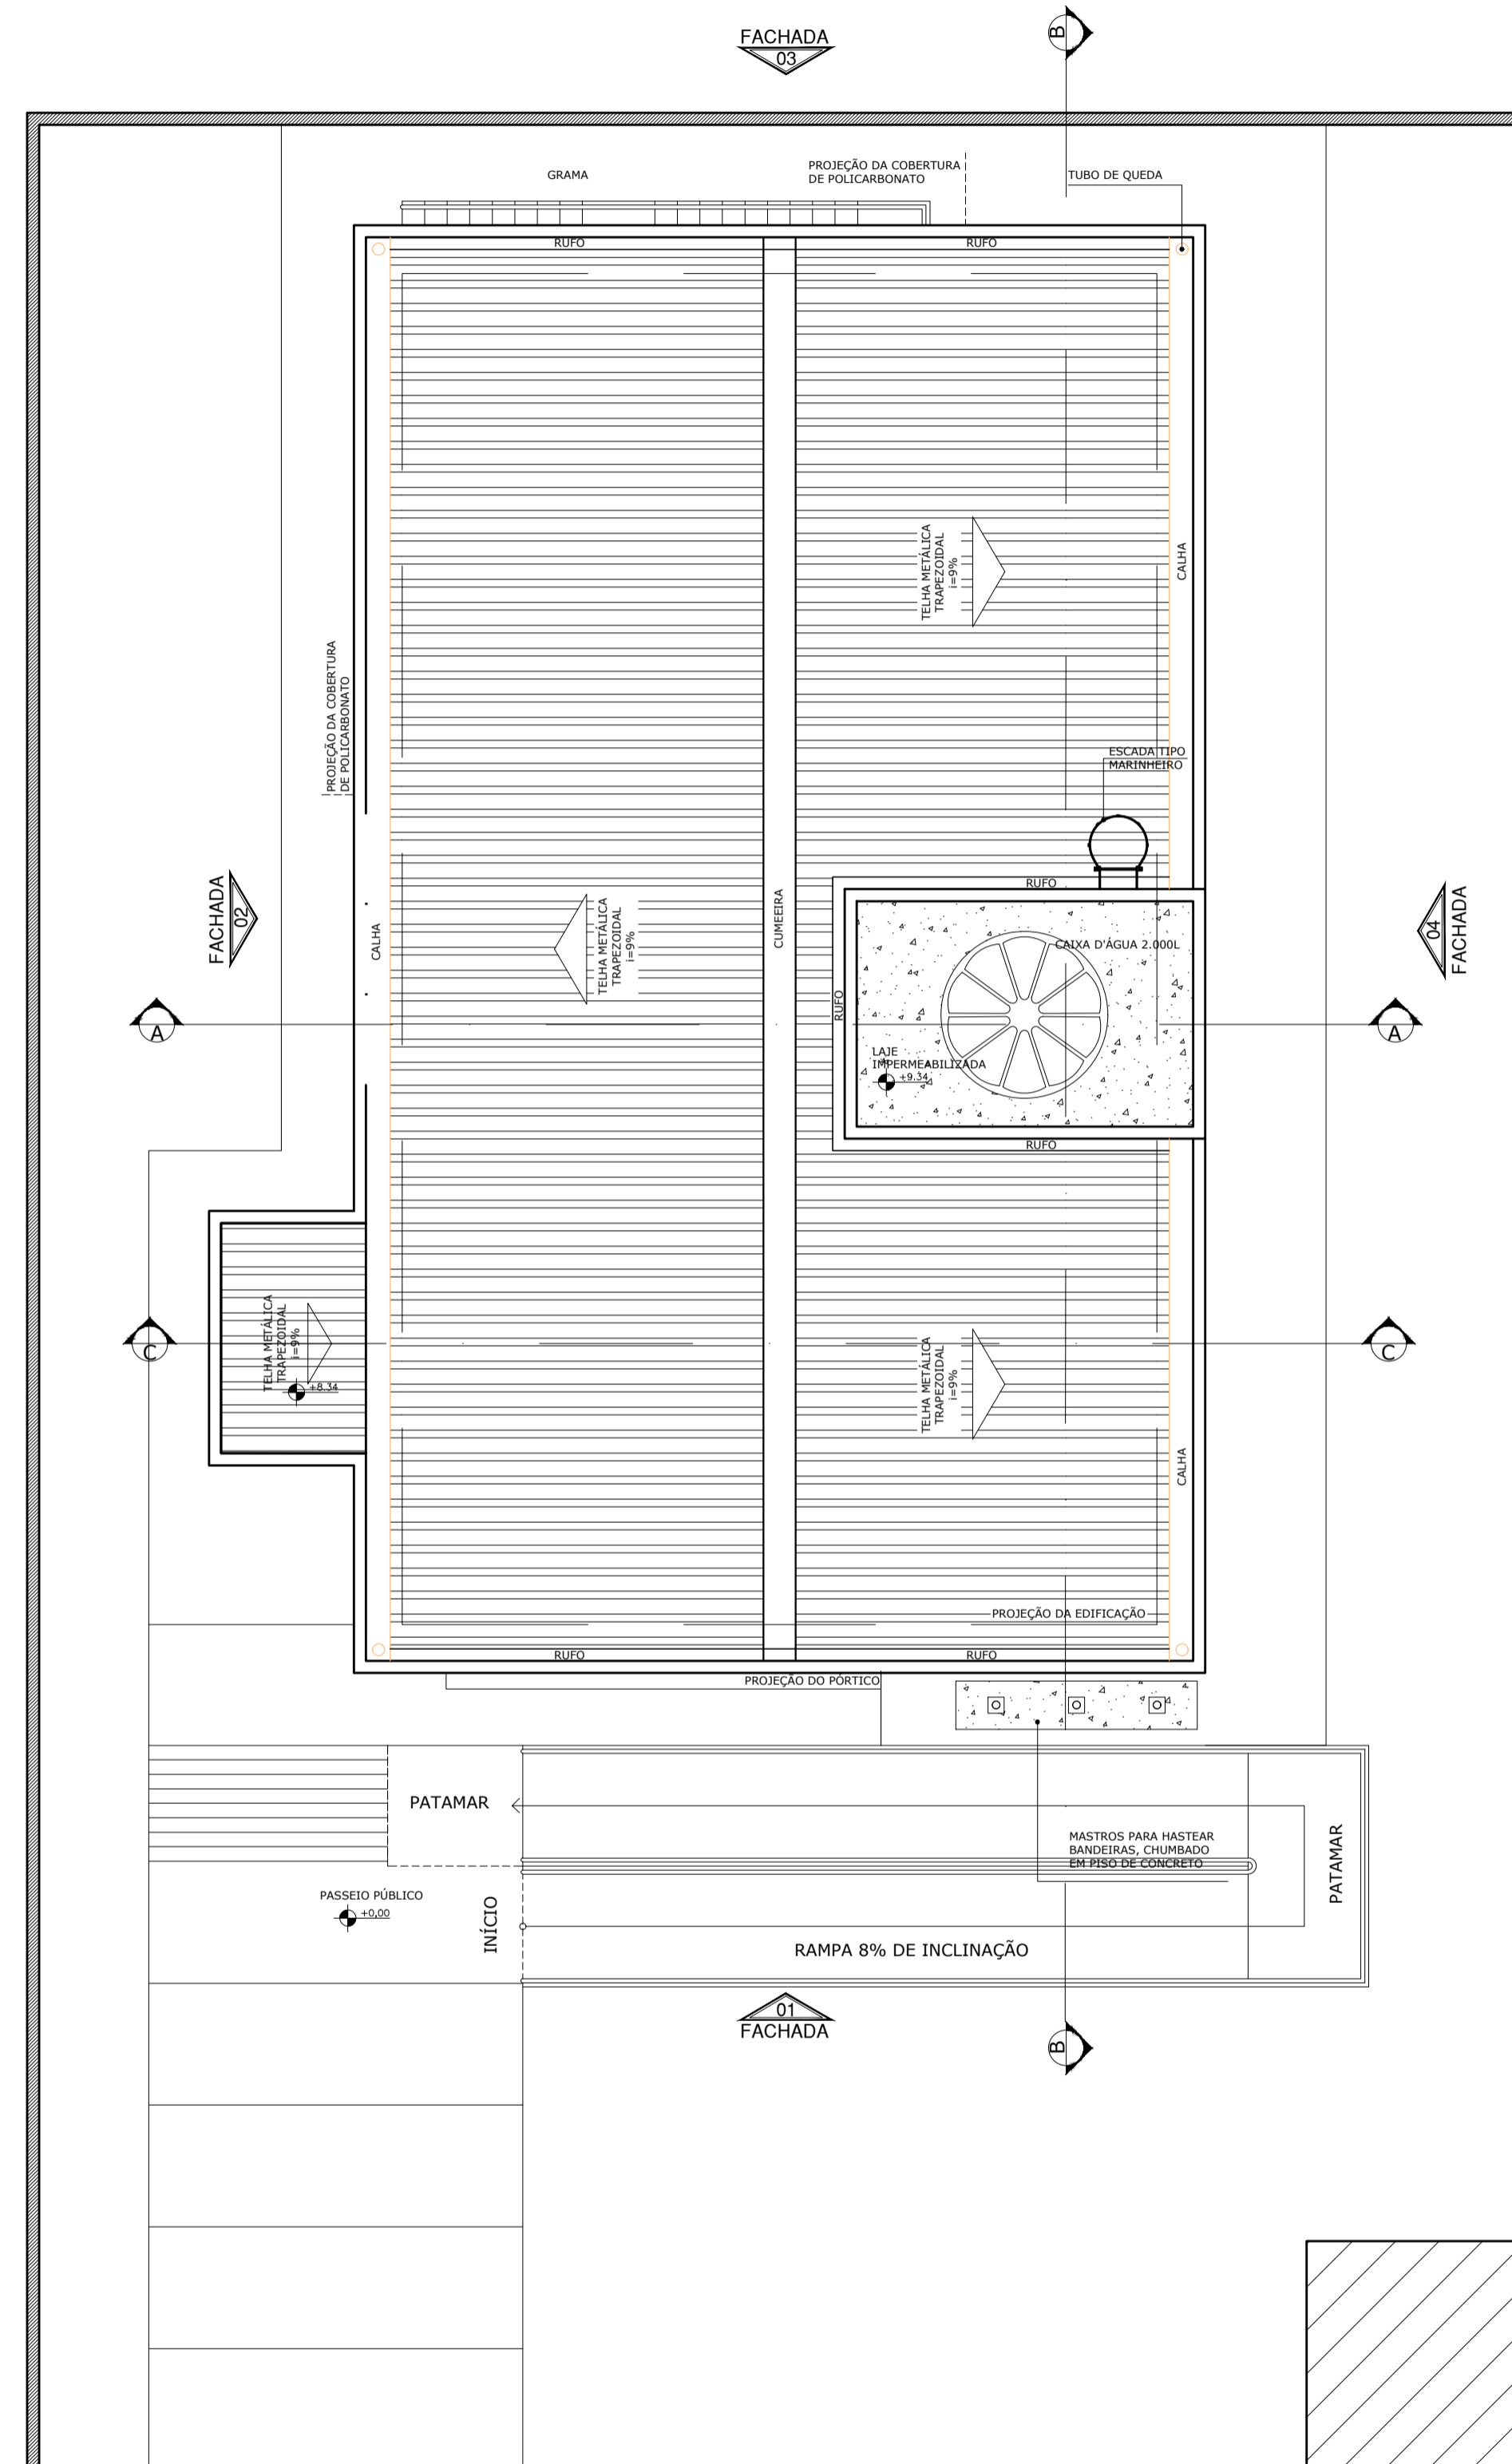 FACHADA
03
B
GRAMA
PROJEÇÃO DA COBERTURA
DE POLICARBONATO
TUBO DE QUEDA
RUFO
RUFO
TELHA METÁLICA
TRAPEZOIDAL
i=9%
CALHA
PROJEÇÃO DA COBERTURA
DE POLICARBONATO
ESCADA TIPO
MARINHEIRO
FACHADA
02
CALHA
TELHA METÁLICA
TRAPEZOIDAL
i=9%
CUMEEIRA
RUFO
CAIXA D'ÁGUA 2.000L
04
FACHADA
RUFO
A
A
LAJE
IMPERMEABILIZADA
+9.34
RUFO
C
TELHA METÁLICA
TRAPEZOIDAL
i=9%
+8.34
TELHA METÁLICA
TRAPEZOIDAL
i=9%
C
CALHA
PROJEÇÃO DA EDIFICAÇÃO
RUFO
RUFO
PROJEÇÃO DO PÓRTICO
PATAMAR
MASTROS PARA HASTEAR
BANDEIRAS, CHUMBADO
EM PISO DE CONCRETO
PATAMAR
PASSEIO PÚBLICO
+0,00
INÍCIO
RAMPA 8% DE INCLINAÇÃO
01
FACHADA
B